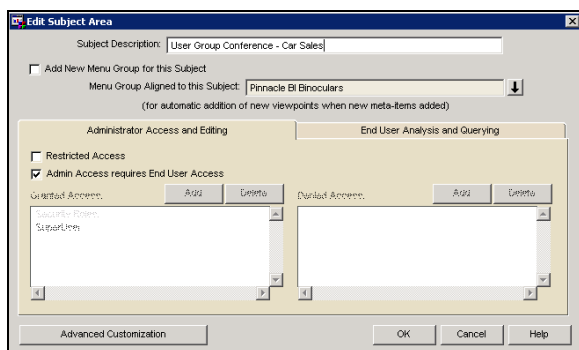 Edit Subject Area
Subject Description: User Group Conference - Car Sales
Add New Menu Group for this Subject
Menu Group Aligned to this Subject: Pinnacle BI Binoculars
(for automatic addition of new viewpoints when new meta-items added)
Administrator Access and Editing End User Analysis and Querying
Restricted Access
Admin Access requires End User Access
Granted Access: Add Delete Denied Access: Add Delete
Security Roles:
SuperUser
Advanced Customization OK Cancel Help